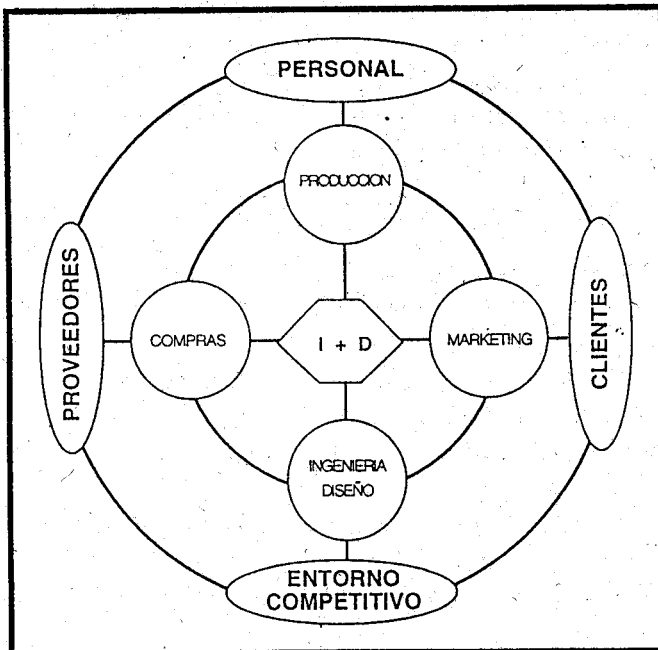 PERSONAL
PRODUCCION
PROVEEDORES
COMPRAS
I + D
MARKETING
CLIENTES
INGENIERIA
DISEÑO
ENTORNO
COMPETITIVO